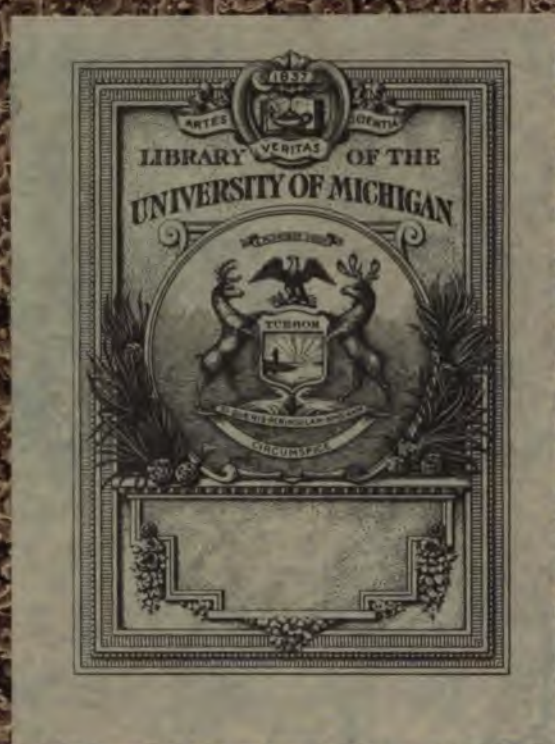 1837
ARTES SCIENTIA
VERITAS
LIBRARY OF THE
UNIVERSITY OF MICHIGAN
TUEBOR
CIRCUMSPICE